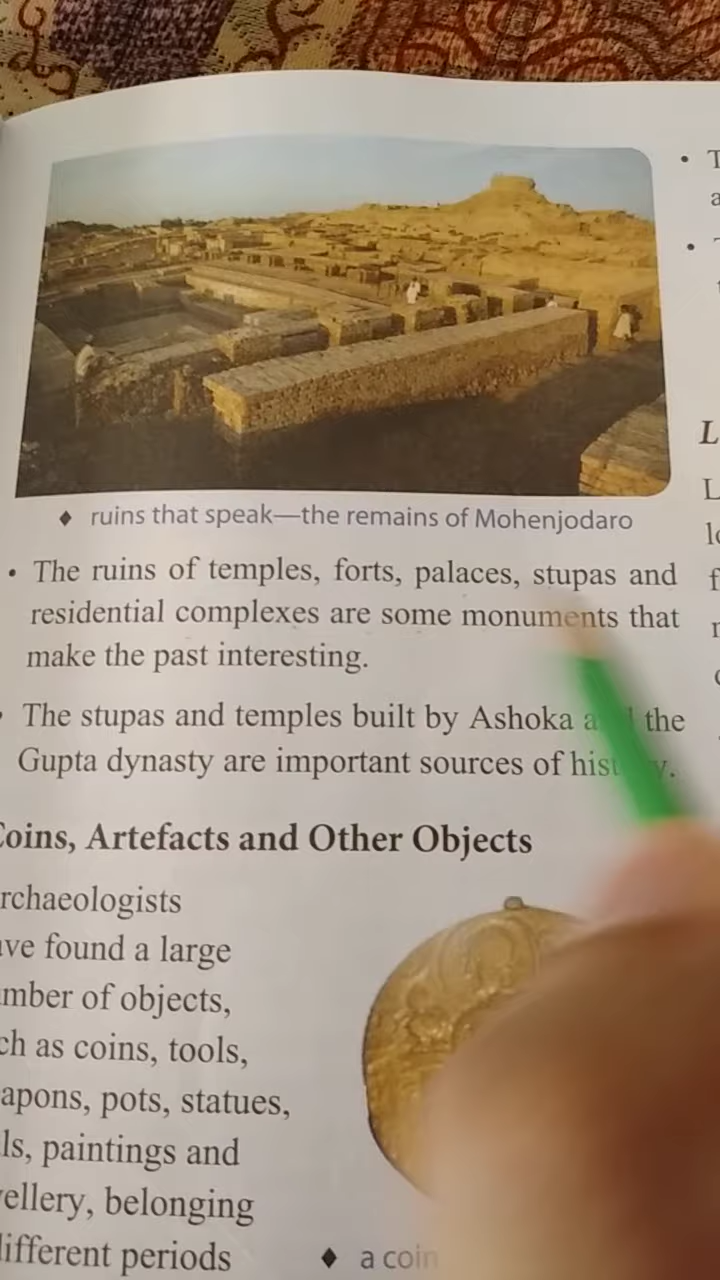 ruins that speak—the remains of Mohenjodaro
• The ruins of temples, forts, palaces, stupas and
residential complexes are some monuments that
make the past interesting.
• The stupas and temples built by Ashoka the
Gupta dynasty are important sources of
Coins, Artefacts and Other Objects
rchaeologists
ve found a large
mber of objects,
ch as coins, tools,
apons, pots, statues,
ls, paintings and
ellery, belonging
different periods
a coin